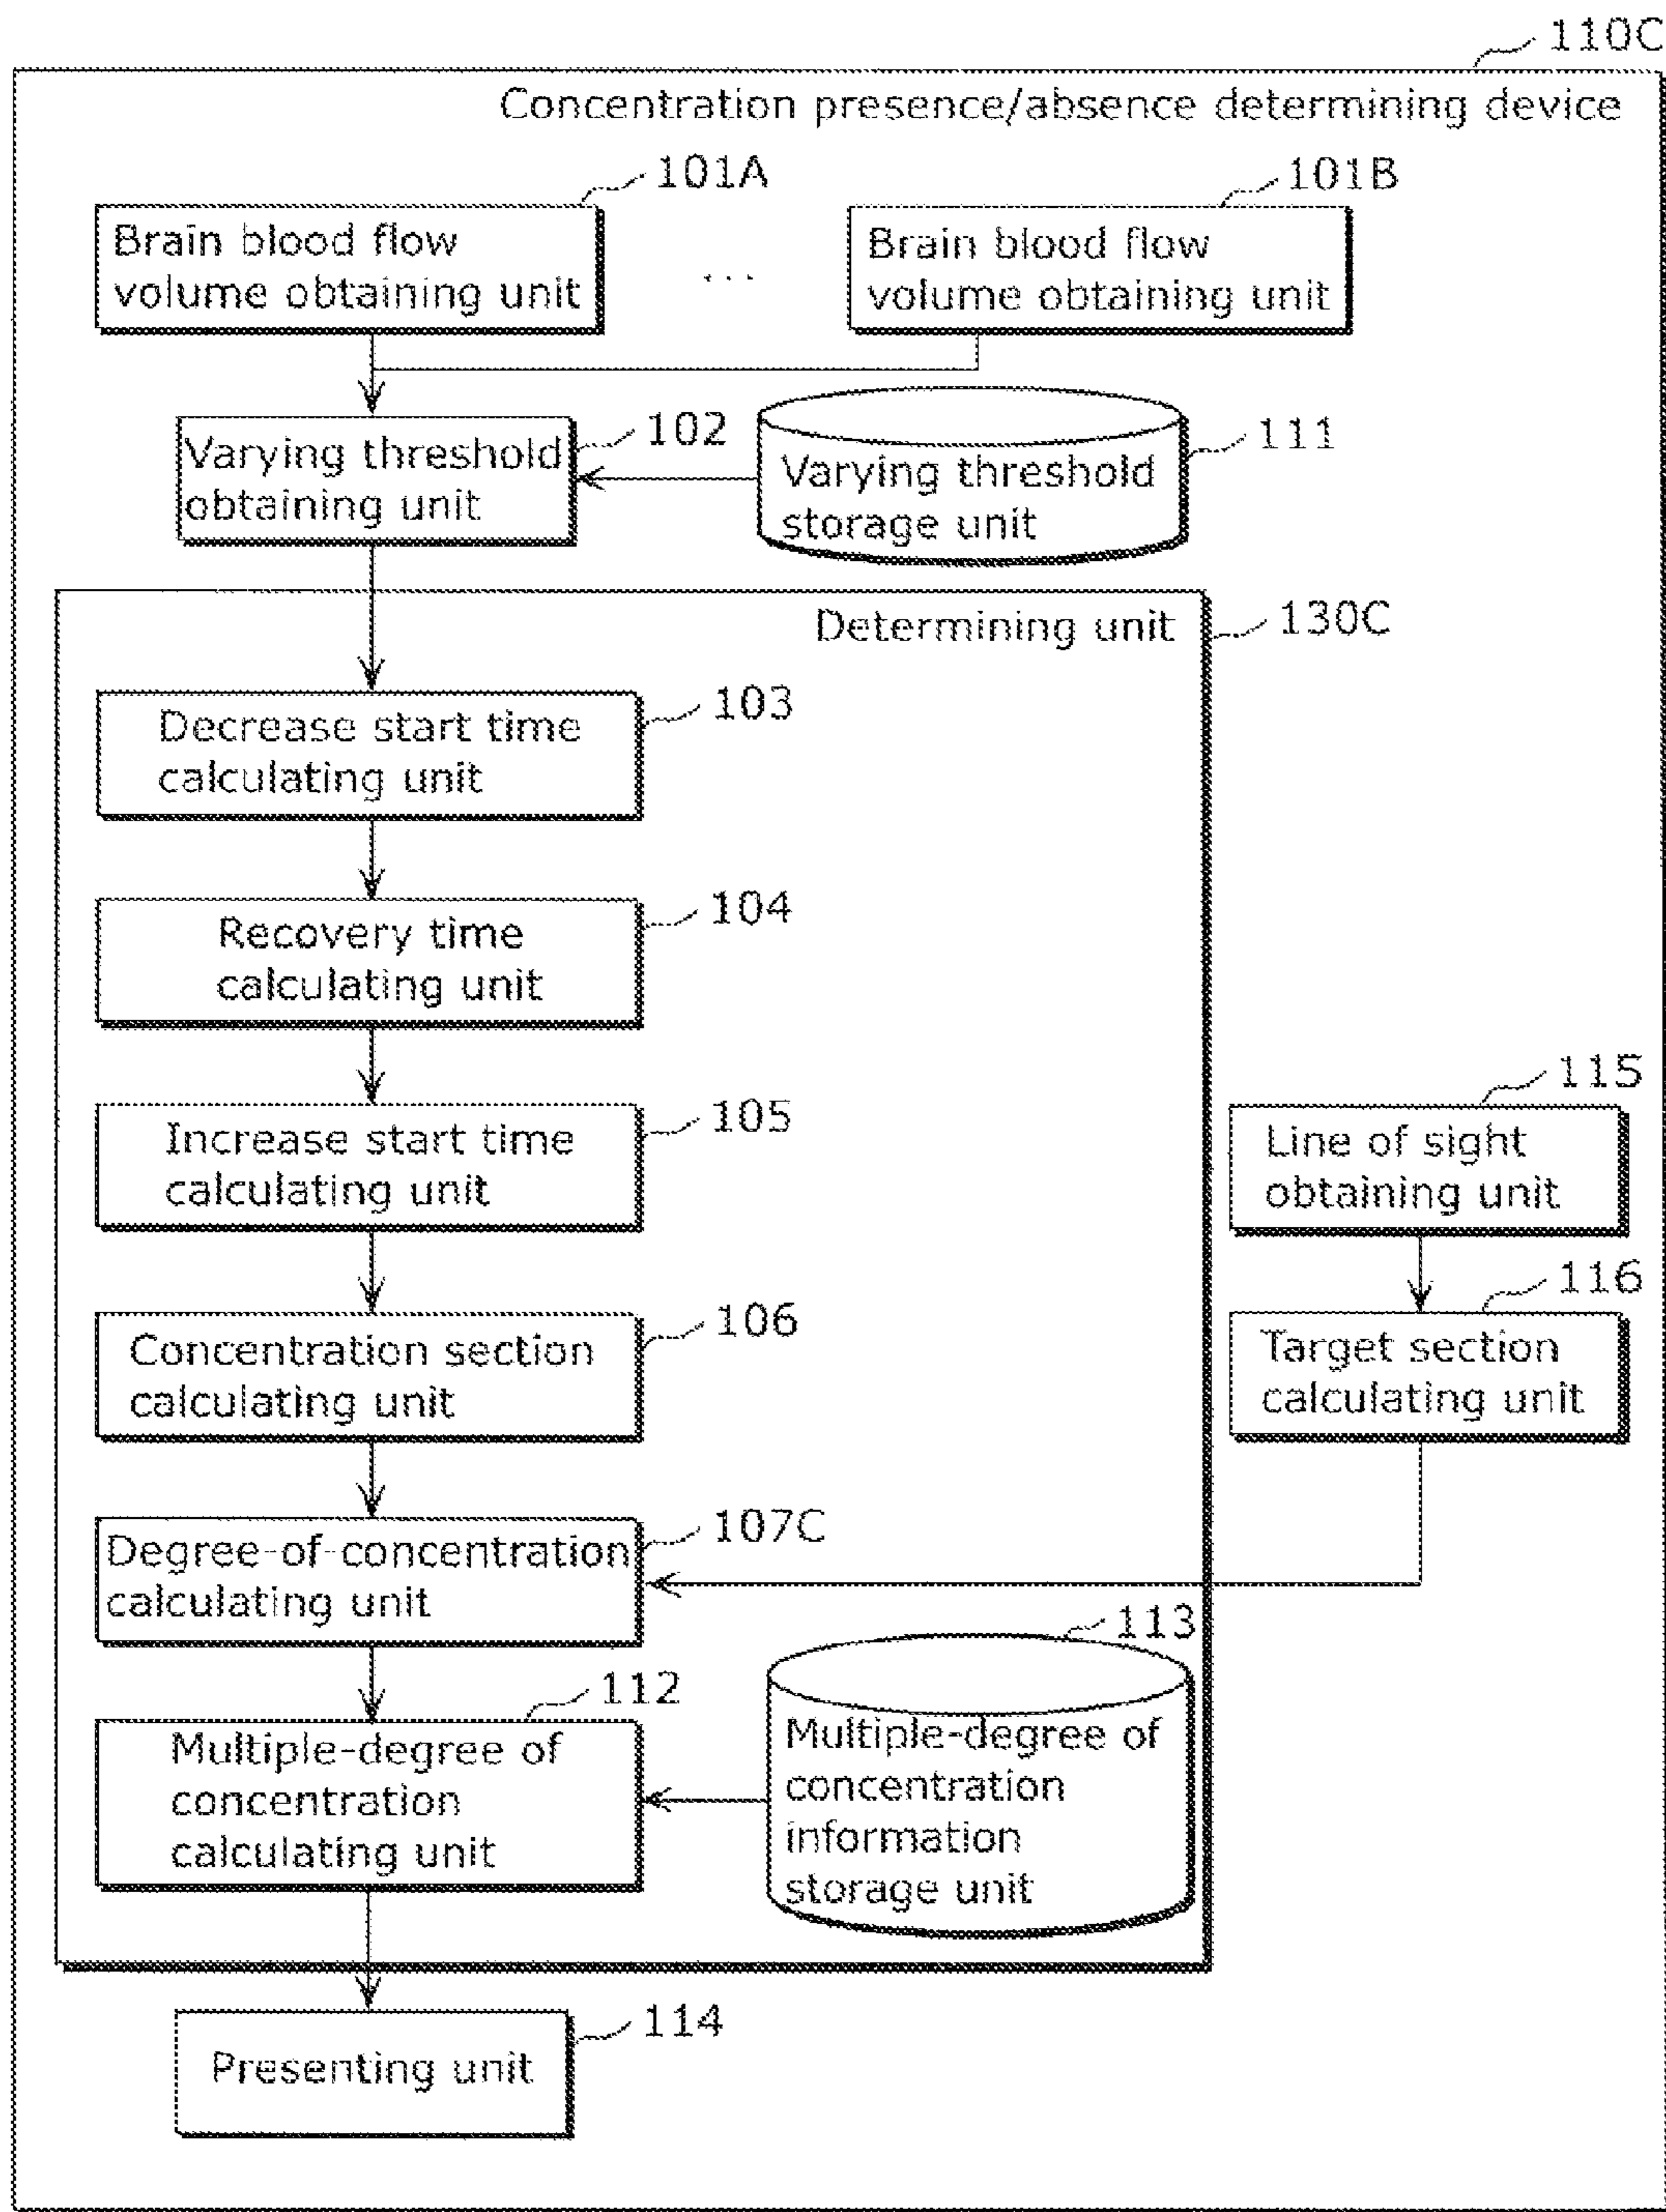 110C
Concentration presence/absence determining device
101A
101B
Brain blood flow
volume obtaining unit
...
Brain blood flow
volume obtaining unit
102
111
Varying threshold
obtaining unit
Varying threshold
storage unit
Determining unit
130C
103
Decrease start time
calculating unit
104
Recovery time
calculating unit
105
Increase start time
calculating unit
115
Line of sight
obtaining unit
106
Concentration section
calculating unit
116
Target section
calculating unit
107C
Degree-of-concentration
calculating unit
113
112
Multiple-degree of
concentration
calculating unit
Multiple-degree of
concentration
information
storage unit
114
Presenting unit